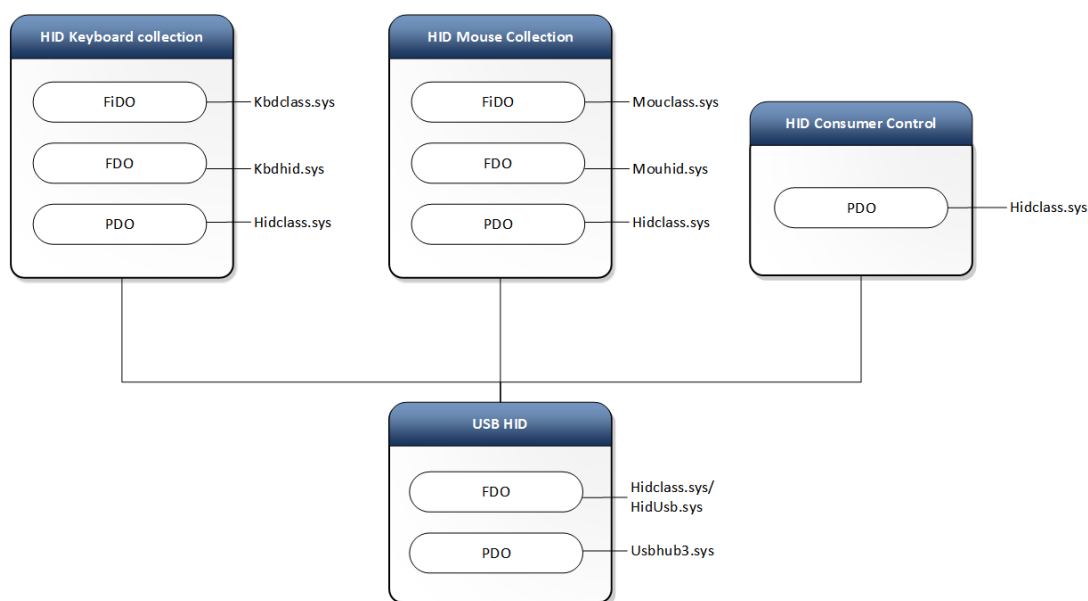 HID Keyboard collection
FiDO
Kbdclass.sys
FDO
Kbdhid.sys
PDO
Hidclass.sys
HID Mouse Collection
FiDO
Mouclass.sys
FDO
Mouhid.sys
PDO
Hidclass.sys
HID Consumer Control
PDO
Hidclass.sys
USB HID
FDO
Hidclass.sys/
HidUsb.sys
PDO
Usbhub3.sys